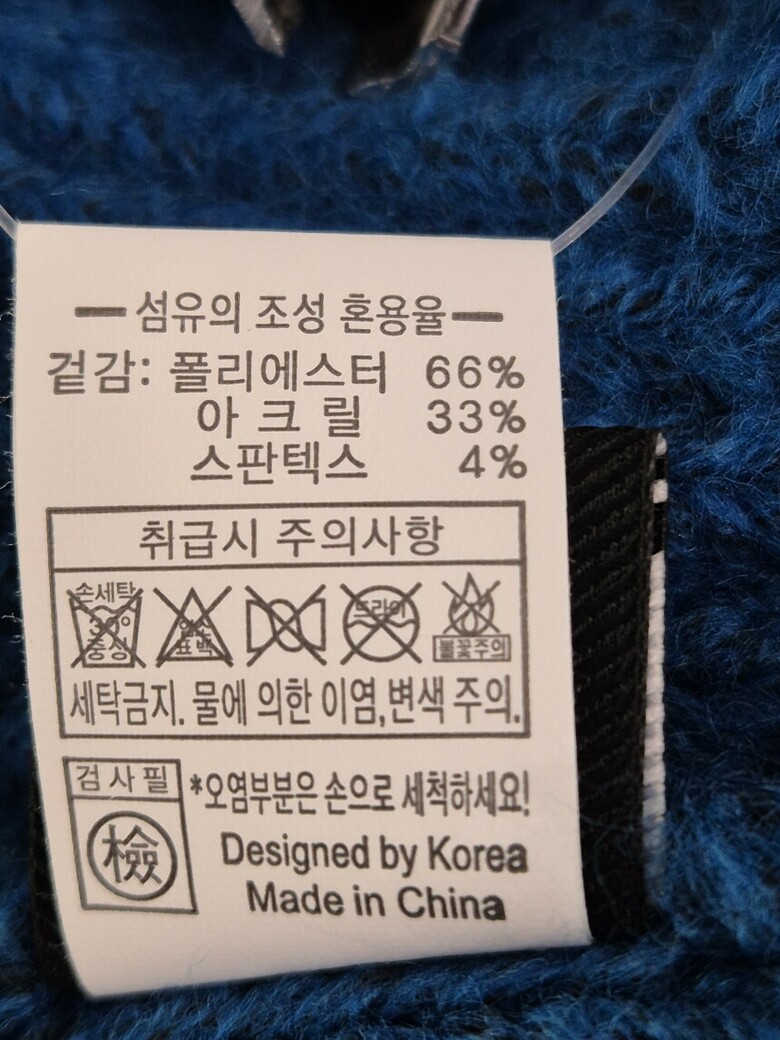 섬유의 조성 혼용율
겉감: 폴리에스터 66%
아 크 릴 33%
스판텍스 4%
취급시 주의사항
손세탁
30°
중성
염소
표백
드라이
불꽃주의
세탁금지. 물에 의한 이염,변색 주의.
검 사 필
檢
*오염부분은 손으로 세척하세요!
Designed by Korea
Made in China